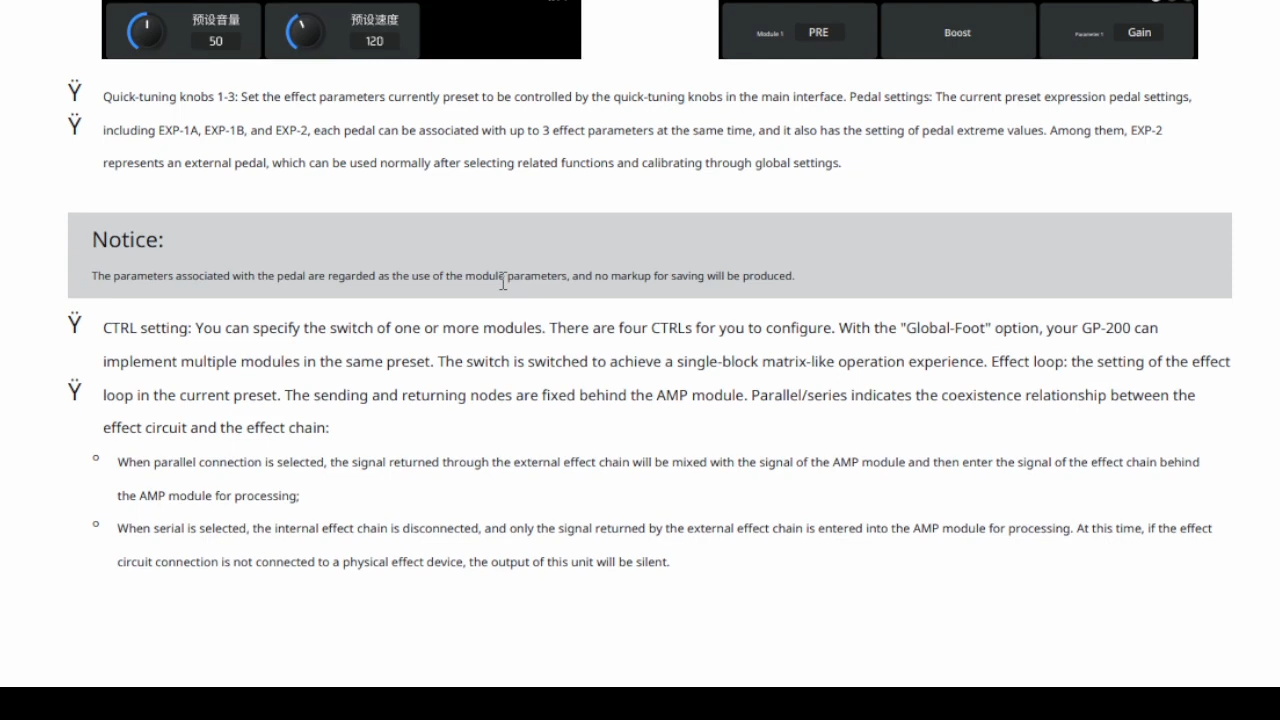 预设音量
50
预设速度
120
Module 1
PRE
Boost
Parameter 1
Gain
Ÿ Quick-tuning knobs 1-3: Set the effect parameters currently preset to be controlled by the quick-tuning knobs in the main interface. Pedal settings: The current preset expression pedal settings,
Ÿ including EXP-1A, EXP-1B, and EXP-2, each pedal can be associated with up to 3 effect parameters at the same time, and it also has the setting of pedal extreme values. Among them, EXP-2
represents an external pedal, which can be used normally after selecting related functions and calibrating through global settings.
Notice:
The parameters associated with the pedal are regarded as the use of the module parameters, and no markup for saving will be produced.
Ÿ CTRL setting: You can specify the switch of one or more modules. There are four CTRLs for you to configure. With the "Global-Foot" option, your GP-200 can
implement multiple modules in the same preset. The switch is switched to achieve a single-block matrix-like operation experience. Effect loop: the setting of the effect
Ÿ loop in the current preset. The sending and returning nodes are fixed behind the AMP module. Parallel/series indicates the coexistence relationship between the
effect circuit and the effect chain:
° When parallel connection is selected, the signal returned through the external effect chain will be mixed with the signal of the AMP module and then enter the signal of the effect chain behind
the AMP module for processing;
° When serial is selected, the internal effect chain is disconnected, and only the signal returned by the external effect chain is entered into the AMP module for processing. At this time, if the effect
circuit connection is not connected to a physical effect device, the output of this unit will be silent.